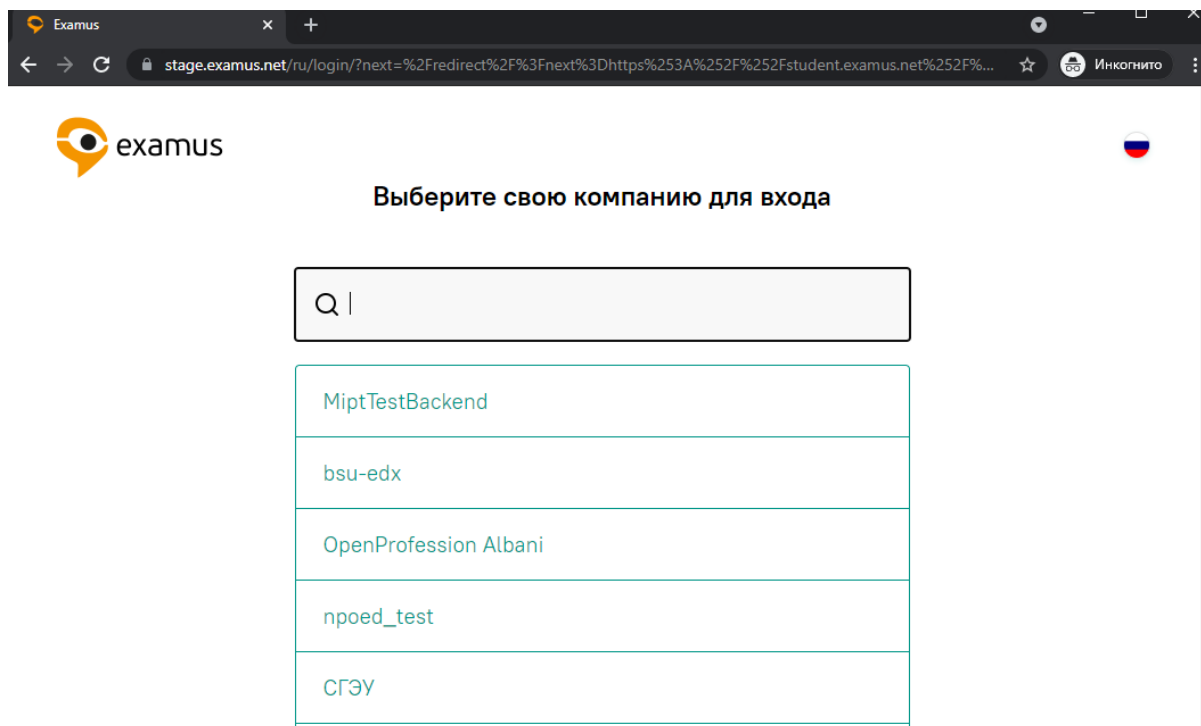 Examus
stage.examus.net/ru/login/?next=%2Fredirect%2F%3Fnext%3Dhttps%253A%252F%252Fstudent.examus.net%252F%...
Инкогнито
examus
Выберите свою компанию для входа
MiptTestBackend
bsu-edx
OpenProfession Albani
npoed_test
СГЭУ